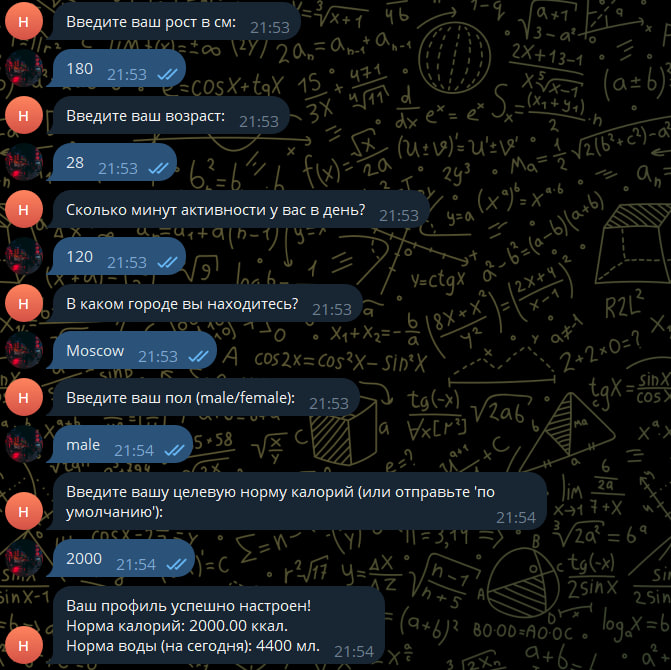 Введите ваш рост в см: 21:53
180 21:53
Введите ваш возраст: 21:53
28 21:53
Сколько минут активности у вас в день? 21:53
120 21:53
В каком городе вы находитесь? 21:53
Moscow 21:53
Введите ваш пол (male/female): 21:53
male 21:54
Введите вашу целевую норму калорий (или отправьте 'по
умолчанию'): 21:54
2000 21:54
Ваш профиль успешно настроен!
Норма калорий: 2000.00 ккал.
Норма воды (на сегодня): 4400 мл. 21:54